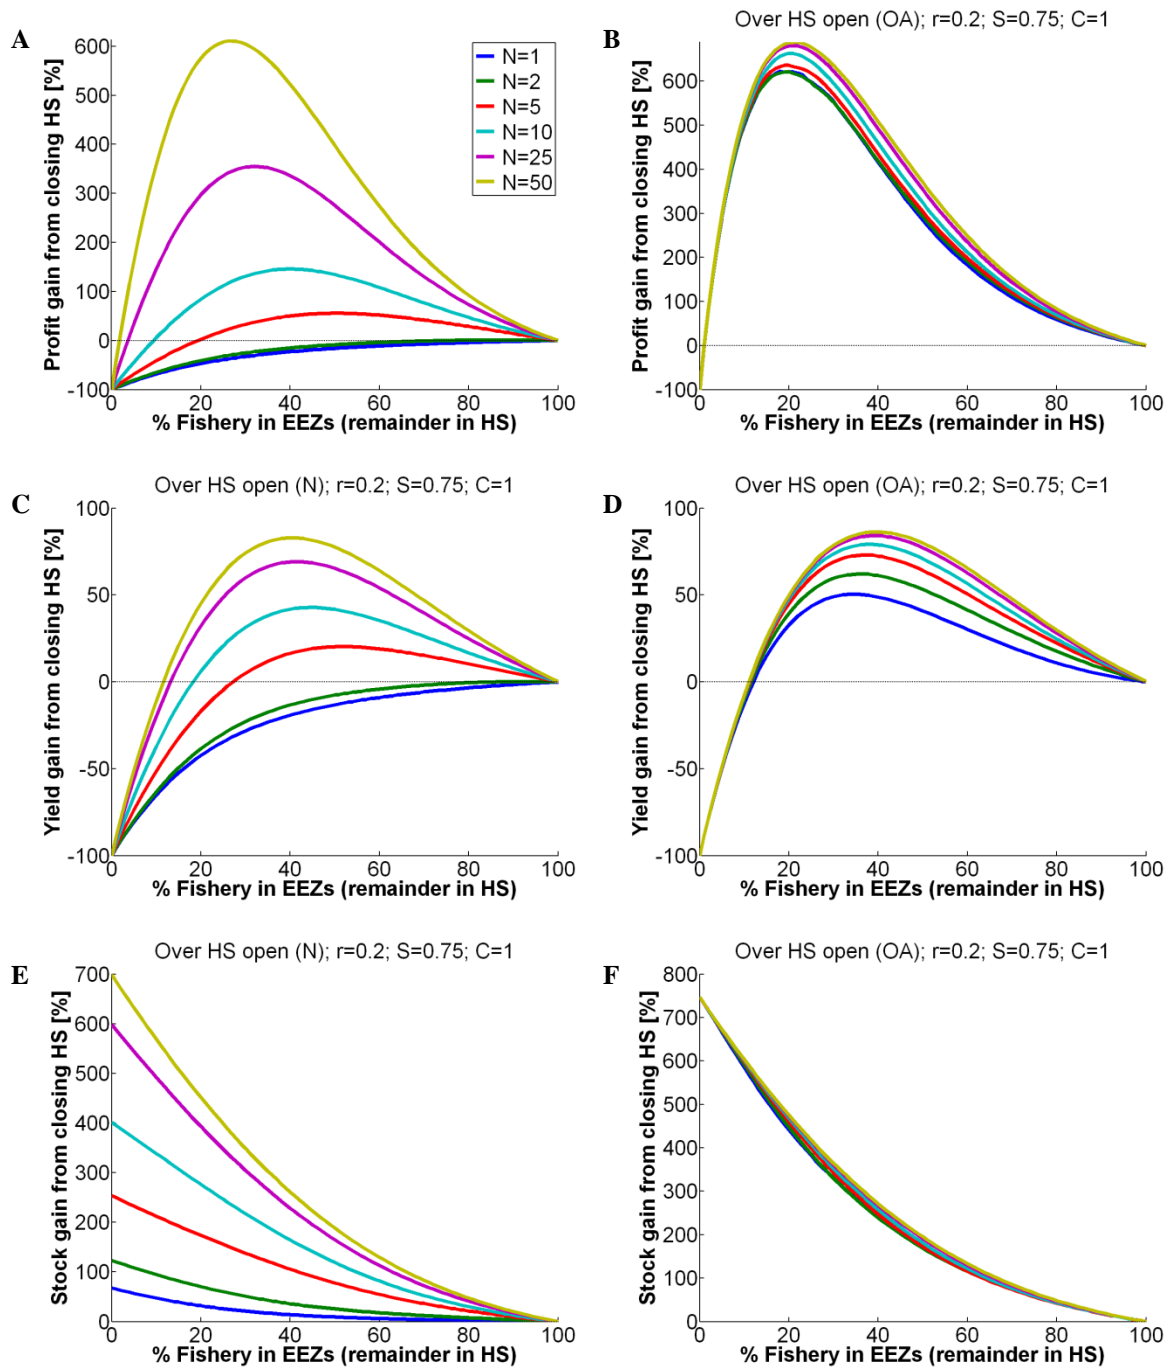 A
Profit gain from closing HS [%]
600
500
400
300
200
100
0
-100
0 20 40 60 80 100
% Fishery in EEZs (remainder in HS)
N=1
N=2
N=5
N=10
N=25
N=50
B
Over HS open (OA); r=0.2; S=0.75; C=1
Profit gain from closing HS [%]
600
500
400
300
200
100
0
-100
0 20 40 60 80 100
% Fishery in EEZs (remainder in HS)
C
Over HS open (N); r=0.2; S=0.75; C=1
Yield gain from closing HS [%]
100
50
0
-50
-100
0 20 40 60 80 100
% Fishery in EEZs (remainder in HS)
D
Over HS open (OA); r=0.2; S=0.75; C=1
Yield gain from closing HS [%]
100
50
0
-50
-100
0 20 40 60 80 100
% Fishery in EEZs (remainder in HS)
E
Over HS open (N); r=0.2; S=0.75; C=1
Stock gain from closing HS [%]
700
600
500
400
300
200
100
0
0 20 40 60 80 100
% Fishery in EEZs (remainder in HS)
F
Over HS open (OA); r=0.2; S=0.75; C=1
Stock gain from closing HS [%]
800
700
600
500
400
300
200
100
0
0 20 40 60 80 100
% Fishery in EEZs (remainder in HS)